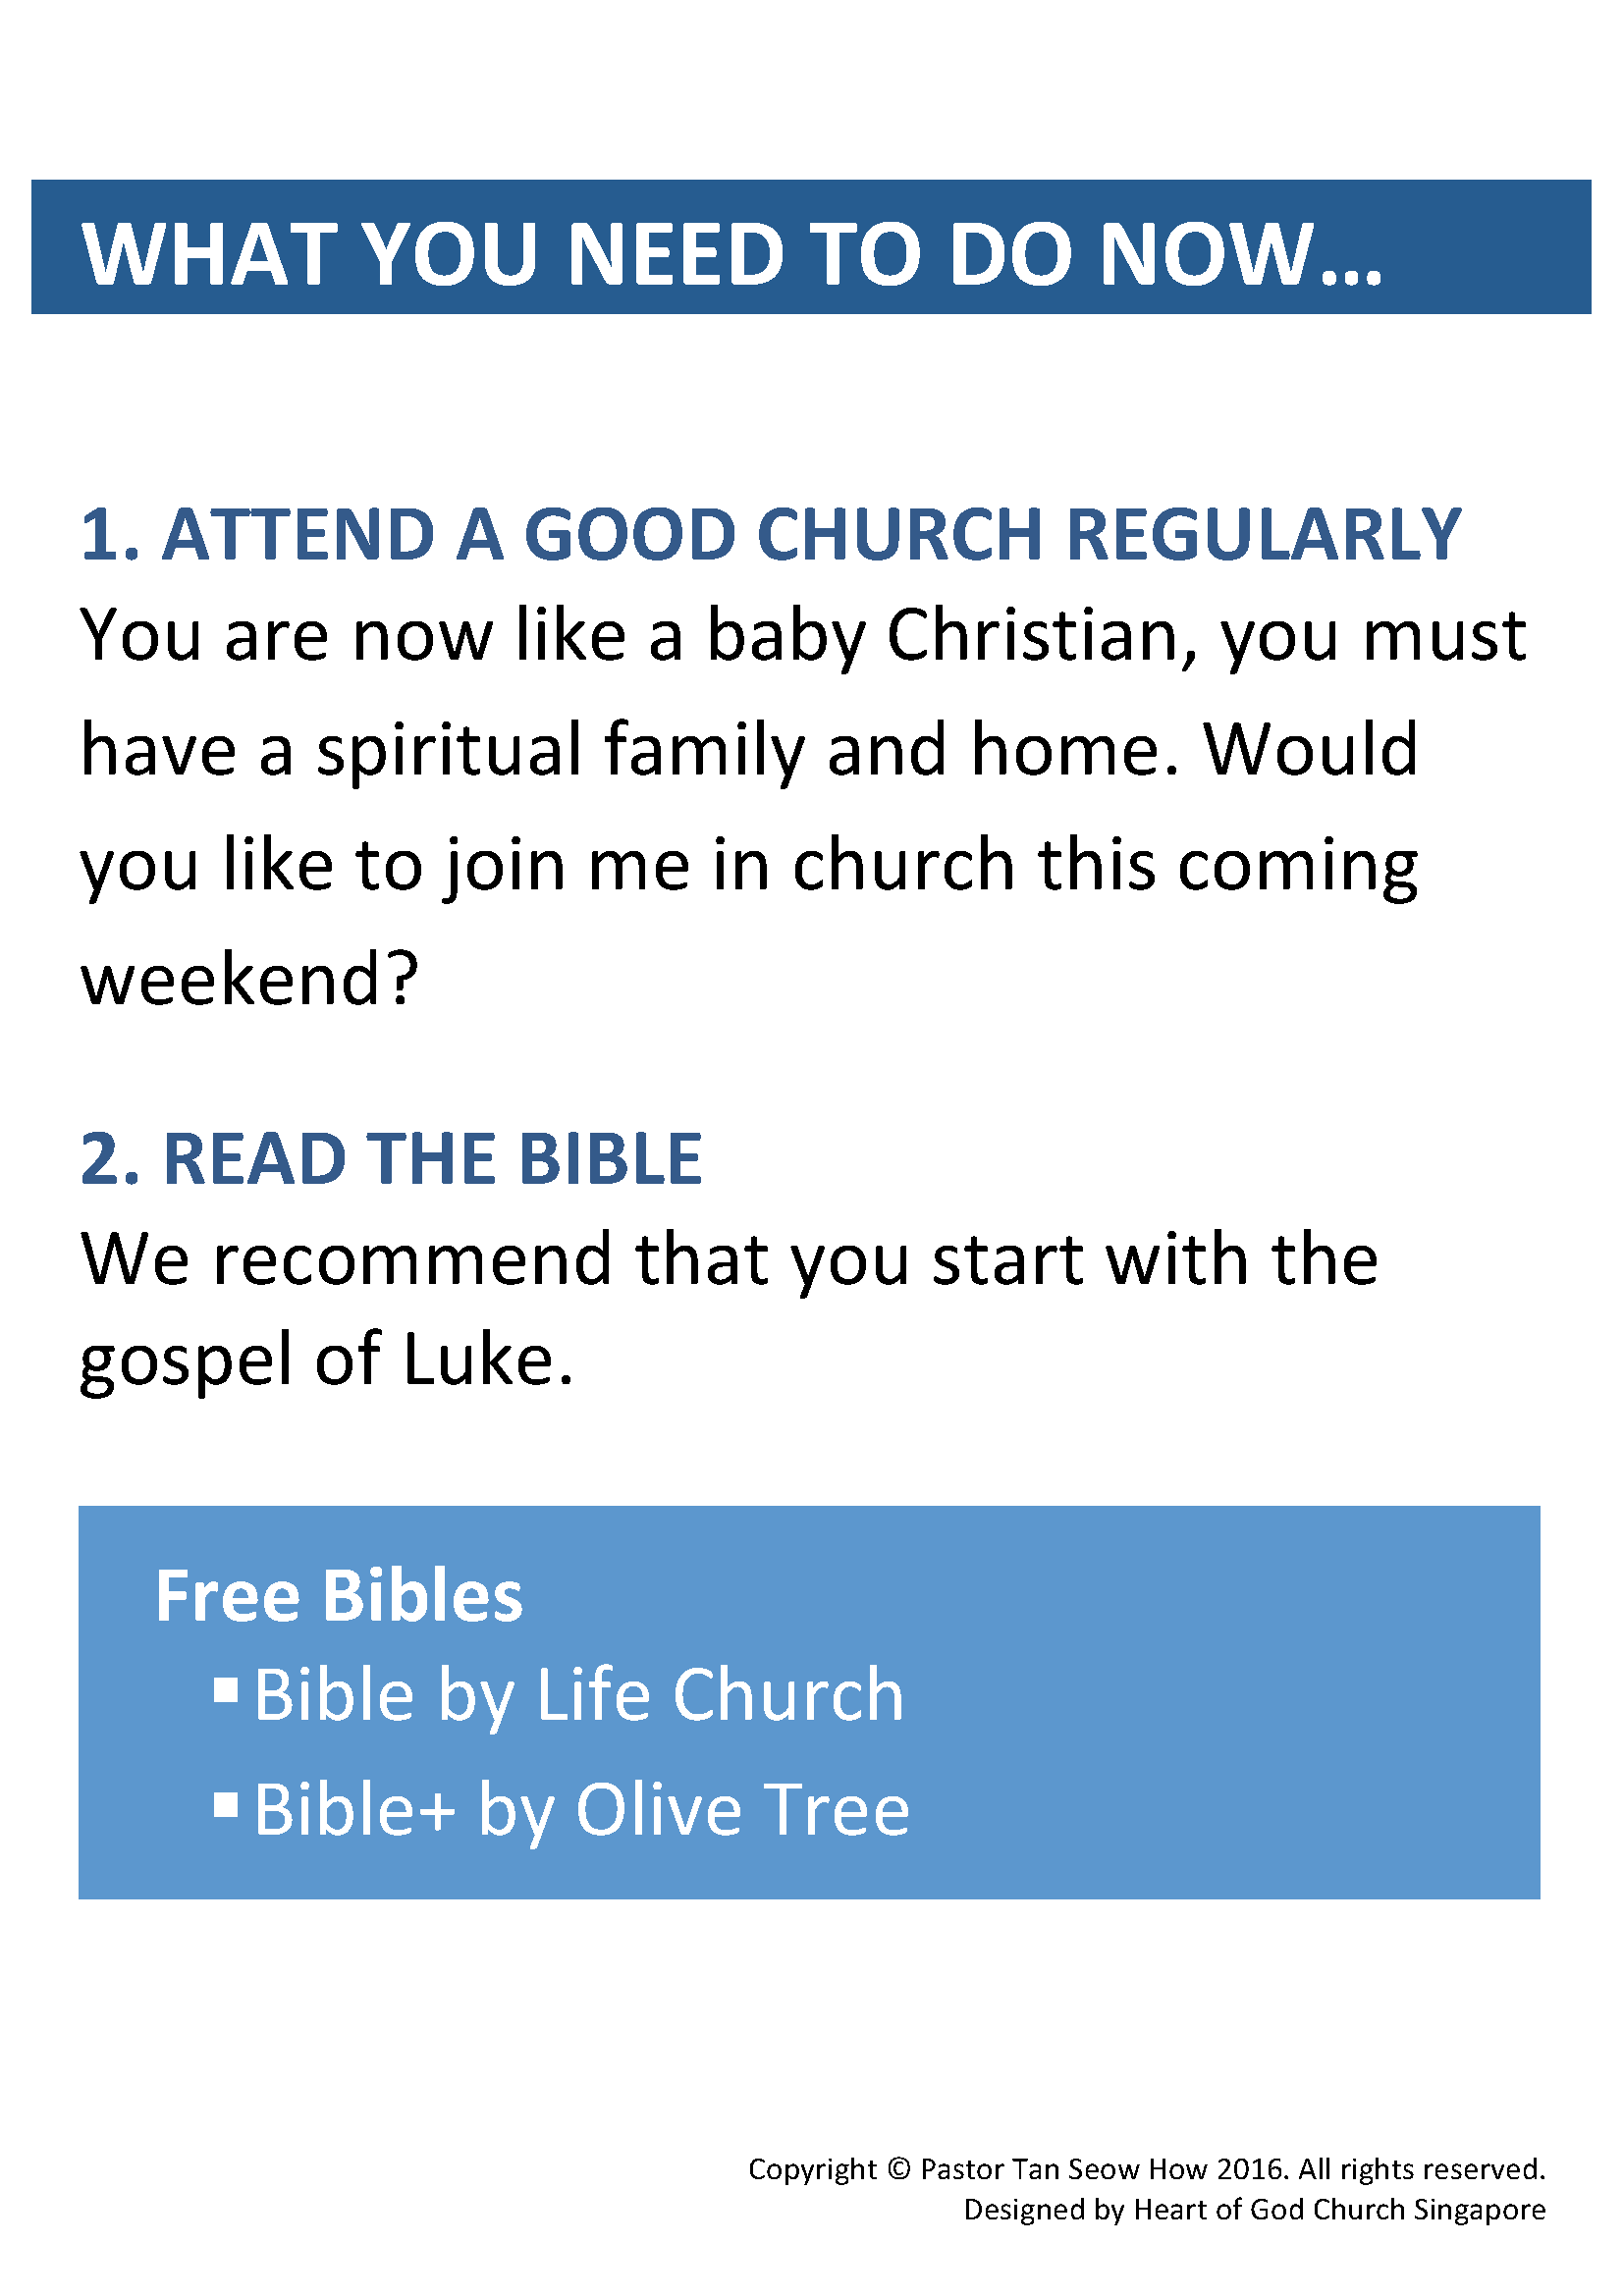 WHAT YOU NEED TO DO NOW...
1. ATTEND A GOOD CHURCH REGULARLY
You are now like a baby Christian, you must
have a spiritual family and home. Would
you like to join me in church this coming
weekend?
2. READ THE BIBLE
We recommend that you start with the
gospel of Luke.
Free Bibles
▪ Bible by Life Church
▪ Bible+ by Olive Tree
Copyright © Pastor Tan Seow How 2016. All rights reserved.
Designed by Heart of God Church Singapore